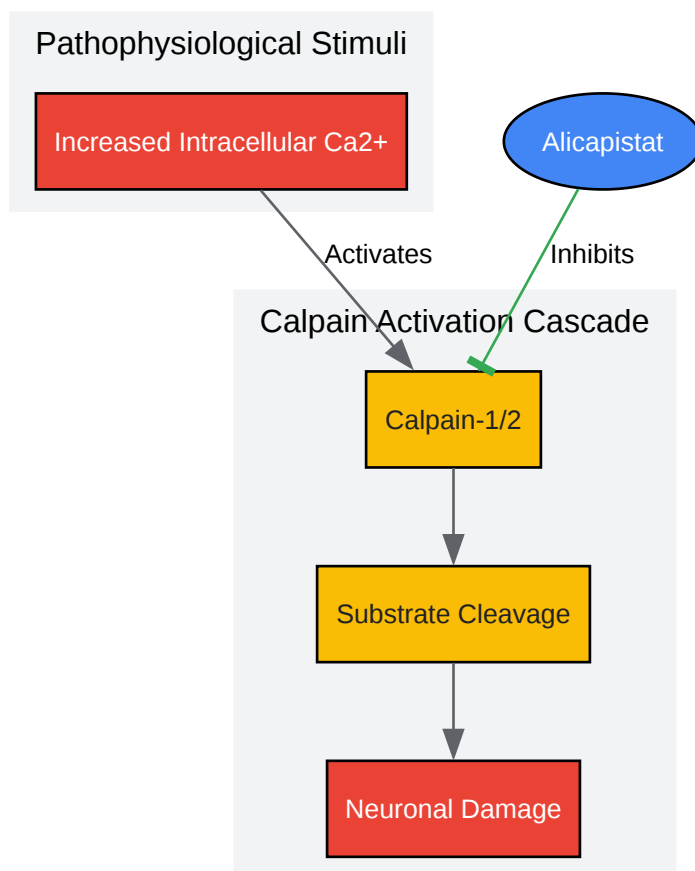 Pathophysiological Stimuli
Increased Intracellular Ca2+
Alicapistat
Activates
Inhibits
Calpain Activation Cascade
Calpain-1/2
Substrate Cleavage
Neuronal Damage